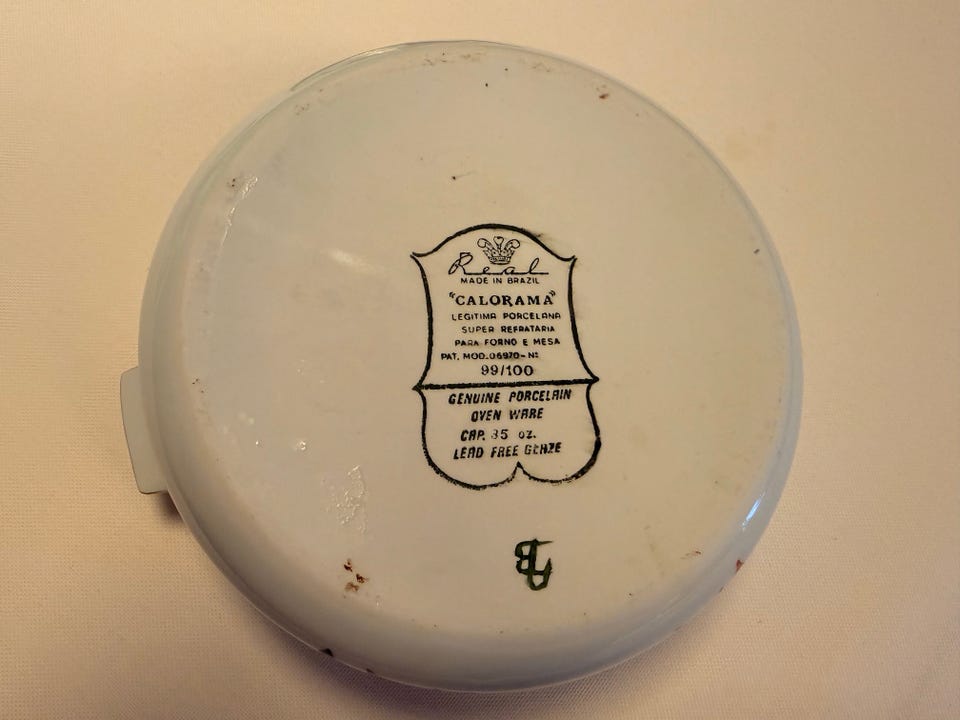 Real
MADE IN BRAZIL
"CALORAMA"
LEGITIMA PORCELANA
SUPER REFRATARIA
PARA FORNO E MESA
PAT. MOD.06970-Nº
99/100
GENUINE PORCELAIN
OVEN WARE
CAP. 35 OZ.
LEAD FREE GLAZE